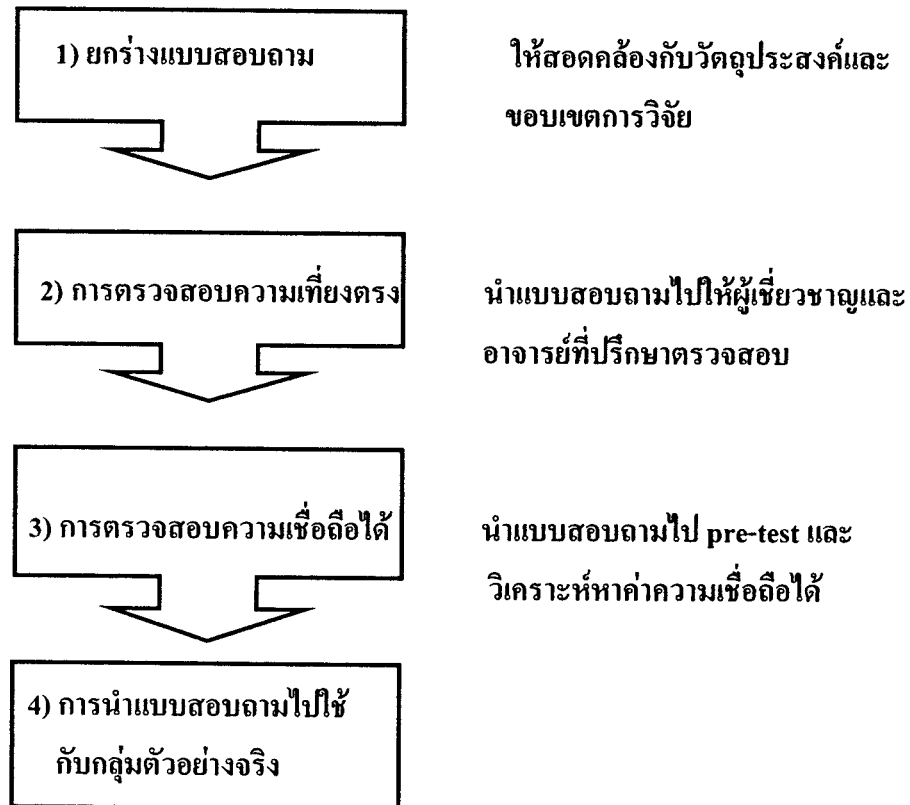 1) ยกร่างแบบสอบถาม
ให้สอดคล้องกับวัตถุประสงค์และ
ขอบเขตการวิจัย
2) การตรวจสอบความเที่ยงตรง
นำแบบสอบถามไปให้ผู้เชี่ยวชาญและ
อาจารย์ที่ปรึกษาตรวจสอบ
3) การตรวจสอบความเชื่อถือได้
นำแบบสอบถามไป pre-test และ
วิเคราะห์หาค่าความเชื่อถือได้
4) การนำแบบสอบถามไปใช้
กับกลุ่มตัวอย่างจริง